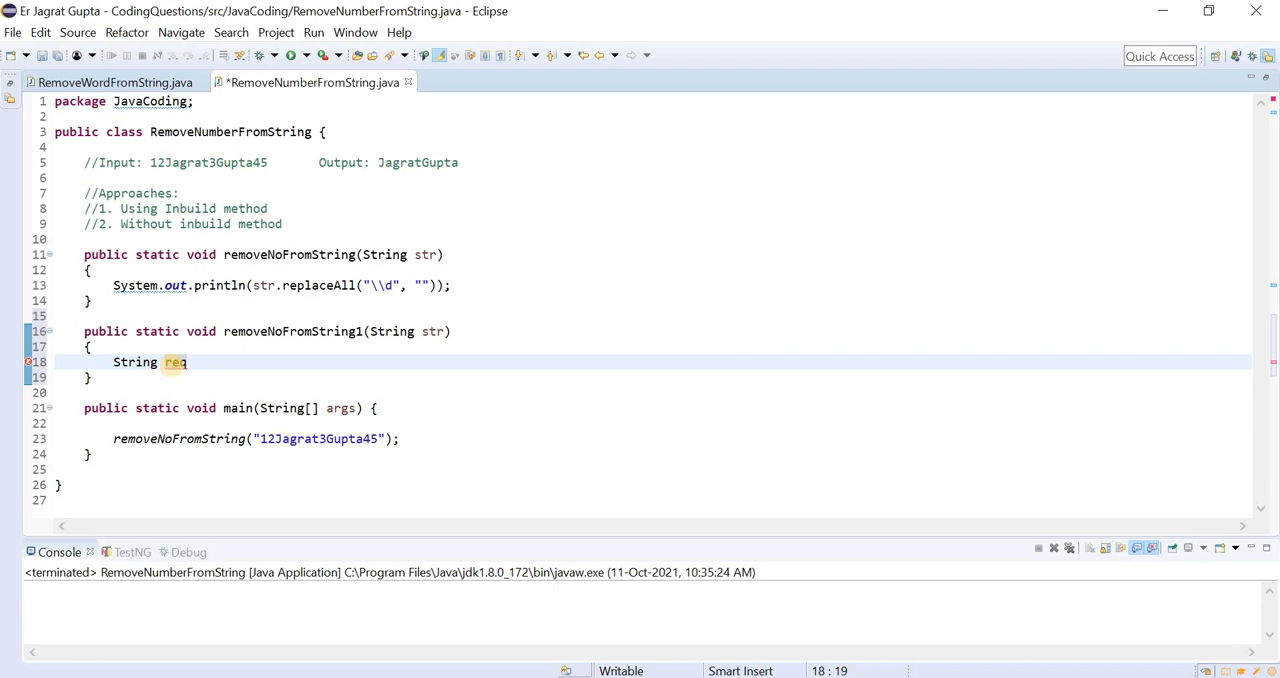 Er Jagrat Gupta - CodingQuestions/src/JavaCoding/RemoveNumberFromString.java - Eclipse
File Edit Source Refactor Navigate Search Project Run Window Help
Quick Access
RemoveWordFromString.java *RemoveNumberFromString.java
1 package JavaCoding;
2
3 public class RemoveNumberFromString {
4
5 //Input: 12Jagrat3Gupta45 Output: JagratGupta
6
7 //Approaches:
8 //1. Using Inbuild method
9 //2. Without inbuild method
10
11 public static void removeNoFromString(String str)
12 {
13 System.out.println(str.replaceAll("\\d", ""));
14 }
15
16 public static void removeNoFromString1(String str)
17 {
18 String req
19 }
20
21 public static void main(String[] args) {
22
23 removeNoFromString("12Jagrat3Gupta45");
24 }
25
26 }
27
Console TestNG Debug
<terminated> RemoveNumberFromString [Java Application] C:\Program Files\Java\jdk1.8.0_172\bin\javaw.exe (11-Oct-2021, 10:35:24 AM)
Writable Smart Insert 18 : 19